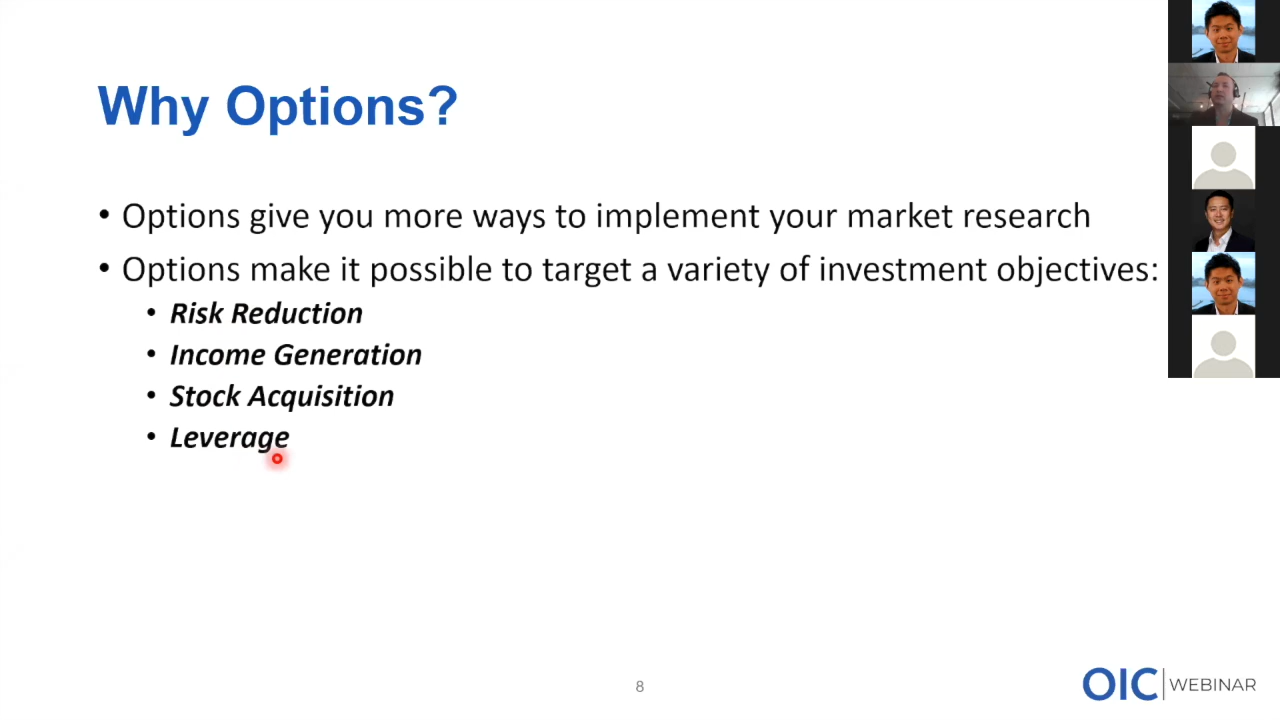 Why Options?
• Options give you more ways to implement your market research
• Options make it possible to target a variety of investment objectives:
• Risk Reduction
• Income Generation
• Stock Acquisition
• Leverage
8
OIC | WEBINAR